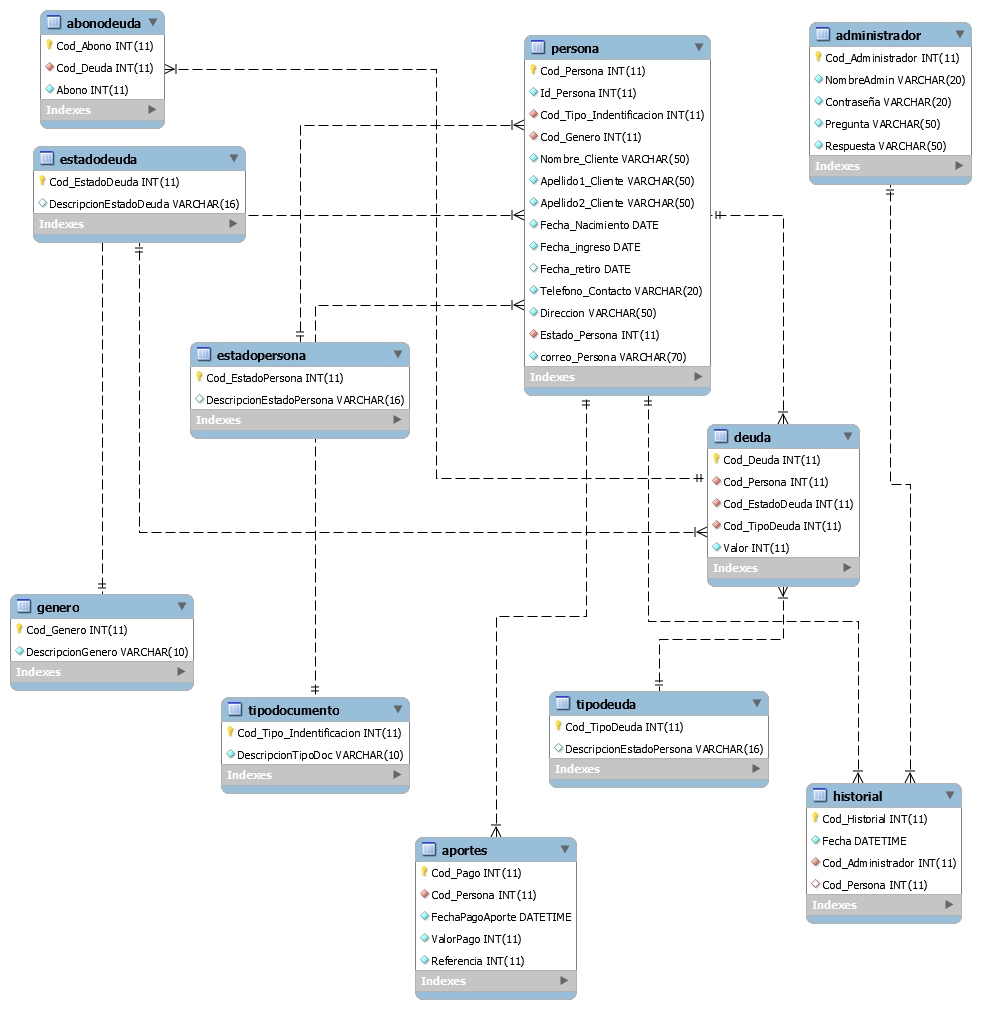 abonodeuda
Cod_Abono INT(11)
Cod_Deuda INT(11)
Abono INT(11)
Indexes
estadodeuda
Cod_EstadoDeuda INT(11)
DescripcionEstadoDeuda VARCHAR(16)
Indexes
persona
Cod_Persona INT(11)
Id_Persona INT(11)
Cod_Tipo_Indentificacion INT(11)
Cod_Genero INT(11)
Nombre_Cliente VARCHAR(50)
Apellido1_Cliente VARCHAR(50)
Apellido2_Cliente VARCHAR(50)
Fecha_Nacimiento DATE
Fecha_ingreso DATE
Fecha_retiro DATE
Telefono_Contacto VARCHAR(20)
Direccion VARCHAR(50)
Estado_Persona INT(11)
correo_Persona VARCHAR(70)
Indexes
administrador
Cod_Administrador INT(11)
NombreAdmin VARCHAR(20)
Contraseña VARCHAR(20)
Pregunta VARCHAR(50)
Respuesta VARCHAR(50)
Indexes
estadopersona
Cod_EstadoPersona INT(11)
DescripcionEstadoPersona VARCHAR(16)
Indexes
deuda
Cod_Deuda INT(11)
Cod_Persona INT(11)
Cod_EstadoDeuda INT(11)
Cod_TipoDeuda INT(11)
Valor INT(11)
Indexes
genero
Cod_Genero INT(11)
DescripcionGenero VARCHAR(10)
Indexes
tipodocumento
Cod_Tipo_Indentificacion INT(11)
DescripcionTipoDoc VARCHAR(10)
Indexes
tipodeuda
Cod_TipoDeuda INT(11)
DescripcionEstadoPersona VARCHAR(16)
Indexes
historial
Cod_Historial INT(11)
Fecha DATETIME
Cod_Administrador INT(11)
Cod_Persona INT(11)
Indexes
aportes
Cod_Pago INT(11)
Cod_Persona INT(11)
FechaPagoAporte DATETIME
ValorPago INT(11)
Referencia INT(11)
Indexes